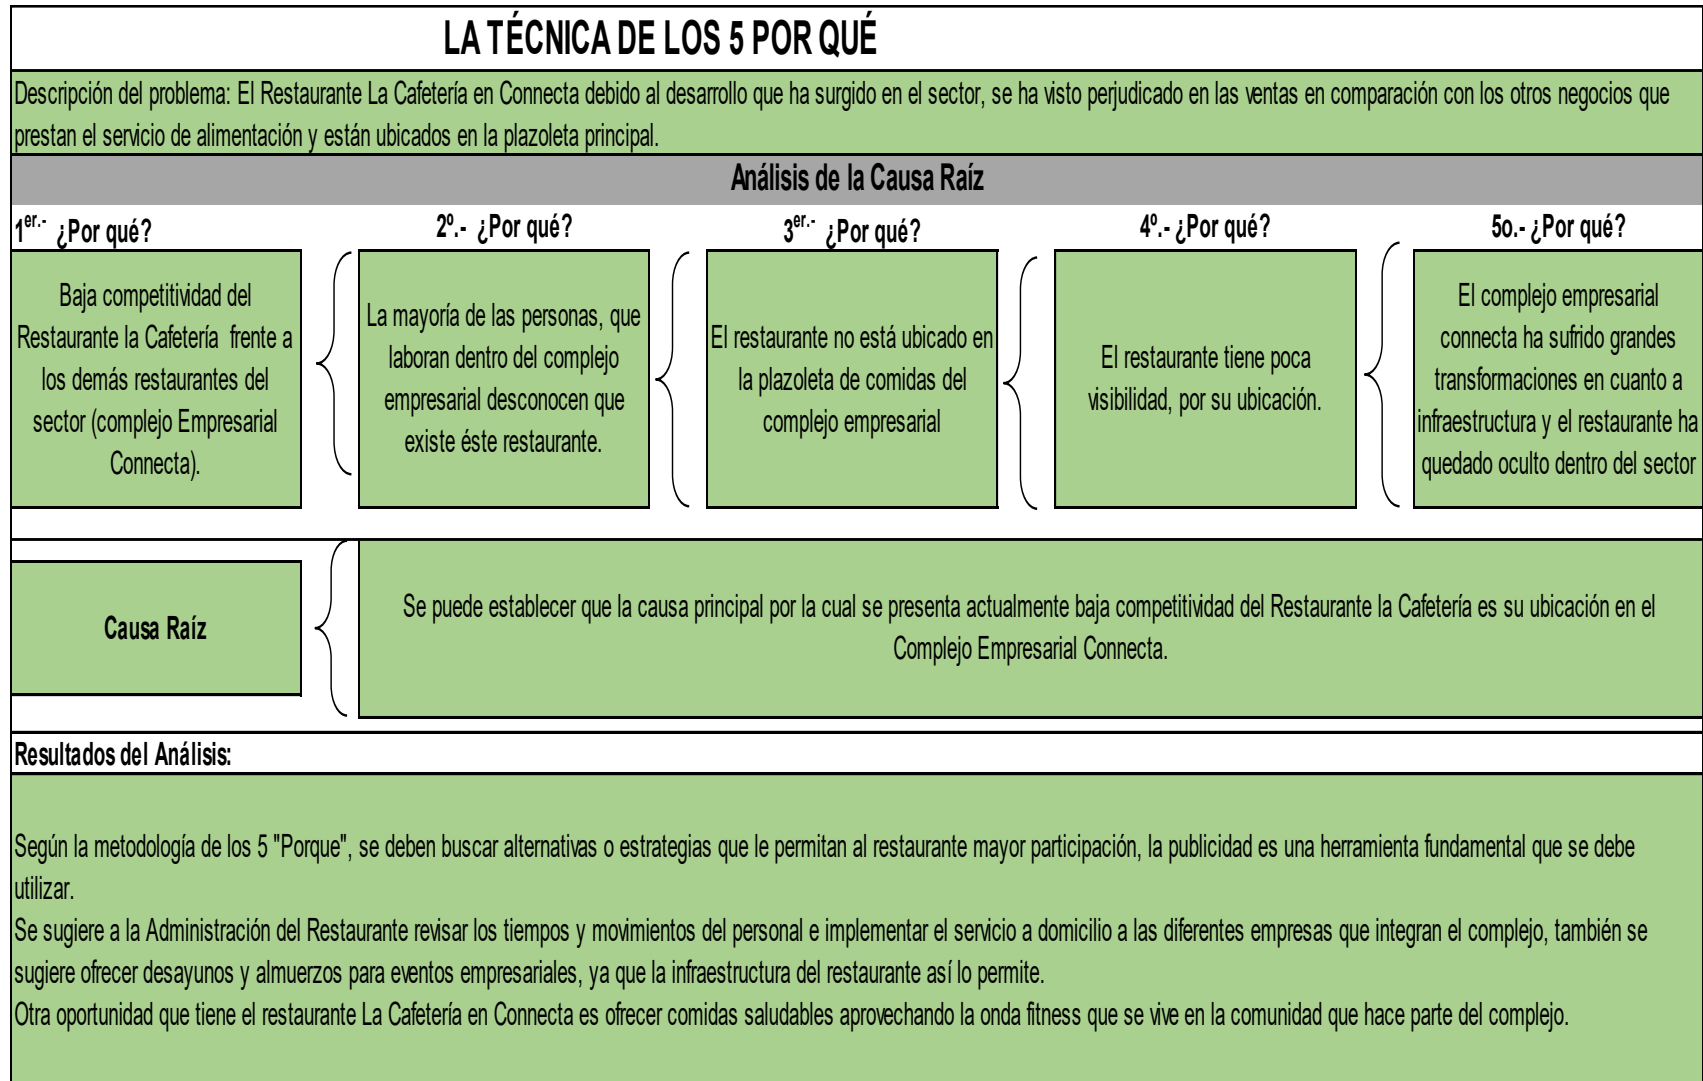 LA TÉCNICA DE LOS 5 POR QUÉ
Descripción del problema: El Restaurante La Cafetería en Connecta debido al desarrollo que ha surgido en el sector, se ha visto perjudicado en las ventas en comparación con los otros negocios que
prestan el servicio de alimentación y están ubicados en la plazoleta principal.
Análisis de la Causa Raíz
1er.- ¿Por qué?
Baja competitividad del
Restaurante la Cafetería frente a
los demás restaurantes del
sector (complejo Empresarial
Connecta).
2º.- ¿Por qué?
La mayoría de las personas, que
laboran dentro del complejo
empresarial desconocen que
existe éste restaurante.
3er.- ¿Por qué?
El restaurante no está ubicado en
la plazoleta de comidas del
complejo empresarial
4º.- ¿Por qué?
El restaurante tiene poca
visibilidad, por su ubicación.
5o.- ¿Por qué?
El complejo empresarial
connecta ha sufrido grandes
transformaciones en cuanto a
infraestructura y el restaurante ha
quedado oculto dentro del sector
Causa Raíz
Se puede establecer que la causa principal por la cual se presenta actualmente baja competitividad del Restaurante la Cafetería es su ubicación en el
Complejo Empresarial Connecta.
Resultados del Análisis:
Según la metodología de los 5 "Porque", se deben buscar alternativas o estrategias que le permitan al restaurante mayor participación, la publicidad es una herramienta fundamental que se debe
utilizar.
Se sugiere a la Administración del Restaurante revisar los tiempos y movimientos del personal e implementar el servicio a domicilio a las diferentes empresas que integran el complejo, también se
sugiere ofrecer desayunos y almuerzos para eventos empresariales, ya que la infraestructura del restaurante así lo permite.
Otra oportunidad que tiene el restaurante La Cafetería en Connecta es ofrecer comidas saludables aprovechando la onda fitness que se vive en la comunidad que hace parte del complejo.